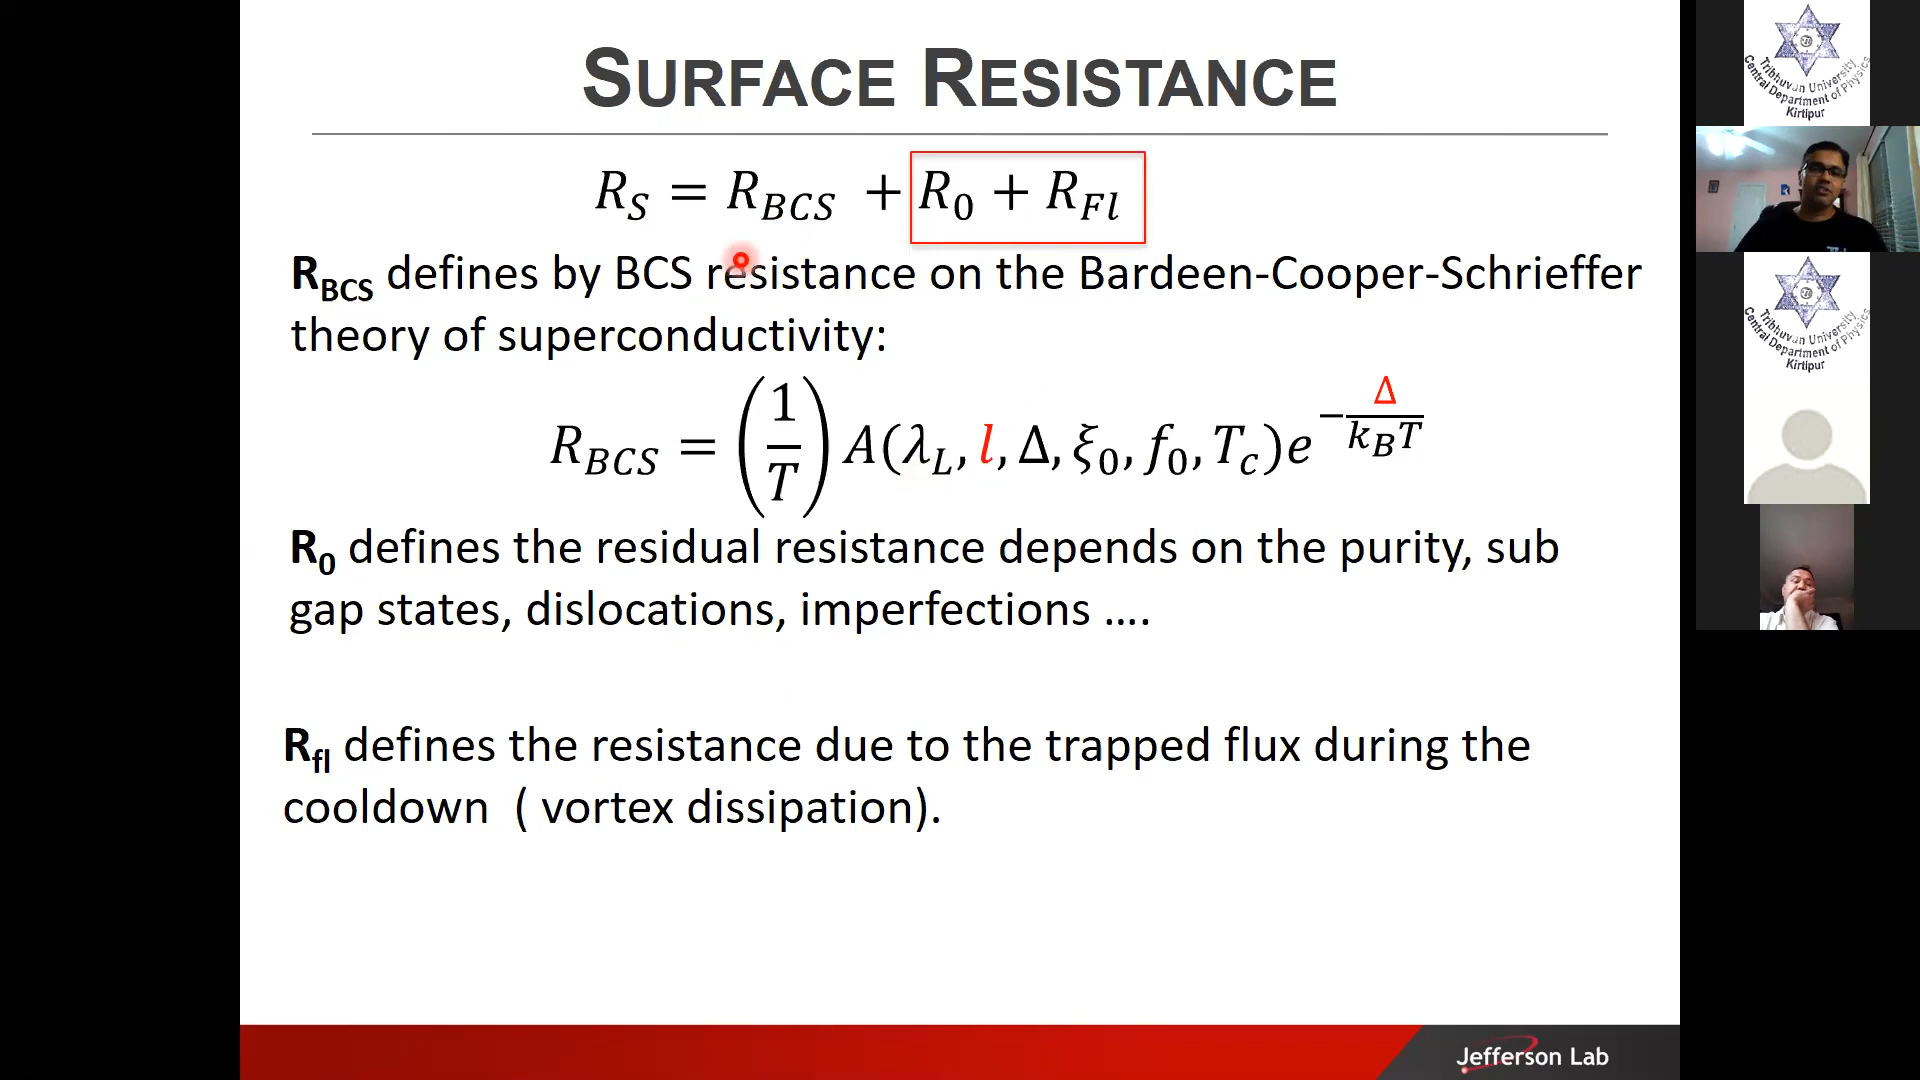 SURFACE RESISTANCE
R_S = R_BCS + R_0 + R_Fl
R_BCS defines by BCS resistance on the Bardeen-Cooper-Schrieffer
theory of superconductivity:
R_BCS = (1/T) A(λ_L, l, Δ, ξ_0, f_0, T_c)e^{-Δ/(k_B T)}
R_0 defines the residual resistance depends on the purity, sub
gap states, dislocations, imperfections ....
R_fl defines the resistance due to the trapped flux during the
cooldown ( vortex dissipation).
Jefferson Lab
Tribhuvan University
Central Department of Physics
Kirtipur
Tribhuvan University
Central Department of Physics
Kirtipur